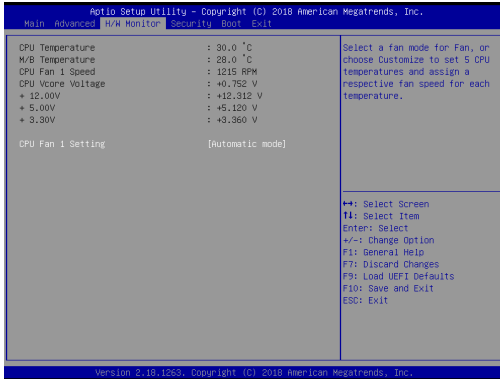 Aptio Setup Utility – Copyright (C) 2018 American Megatrends, Inc.
Main Advanced H/W Monitor Security Boot Exit
CPU Temperature : 30.0 °C
M/B Temperature : 28.0 °C
CPU Fan 1 Speed : 1215 RPM
CPU Vcore Voltage : +0.752 V
+ 12.00V : +12.312 V
+ 5.00V : +5.120 V
+ 3.30V : +3.360 V
CPU Fan 1 Setting [Automatic mode]
Select a fan mode for Fan, or
choose Customize to set 5 CPU
temperatures and assign a
respective fan speed for each
temperature.
↔: Select Screen
↑↓: Select Item
Enter: Select
+/-: Change Option
F1: General Help
F7: Discard Changes
F9: Load UEFI Defaults
F10: Save and Exit
ESC: Exit
Version 2.18.1263. Copyright (C) 2018 American Megatrends, Inc.